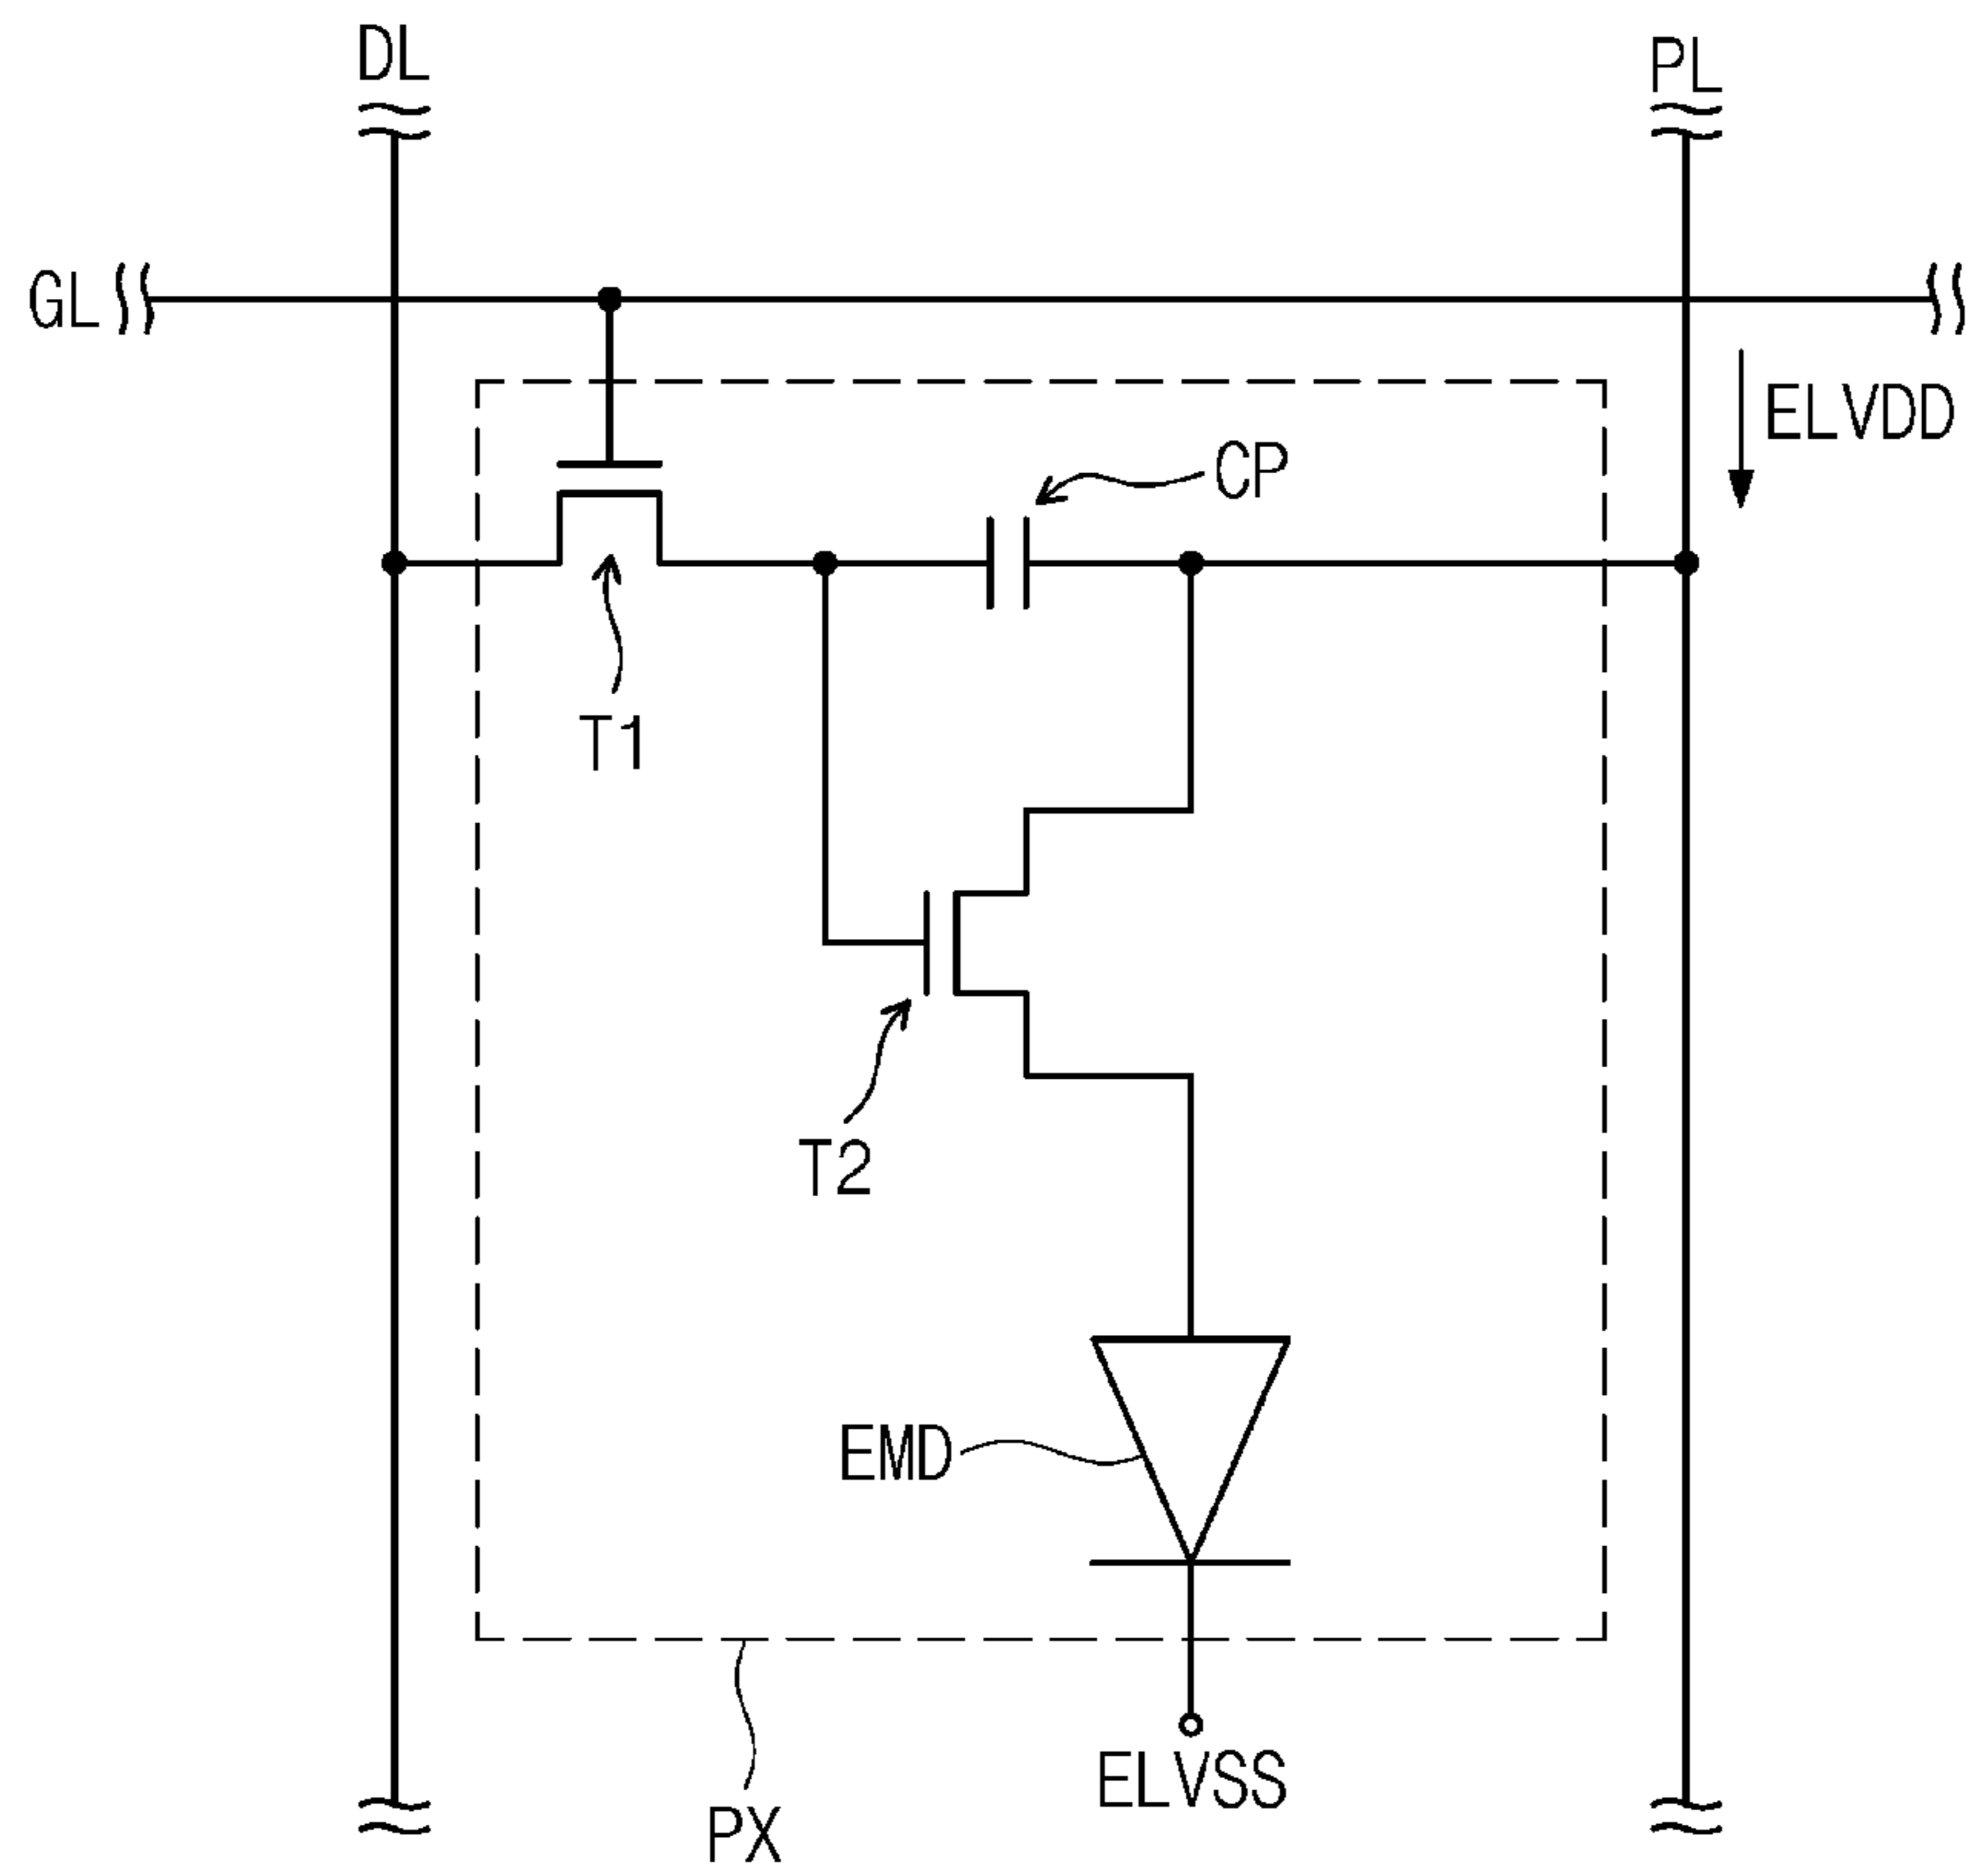 DL
PL
GL
ELVDD
CP
T1
T2
EMD
ELVSS
PX